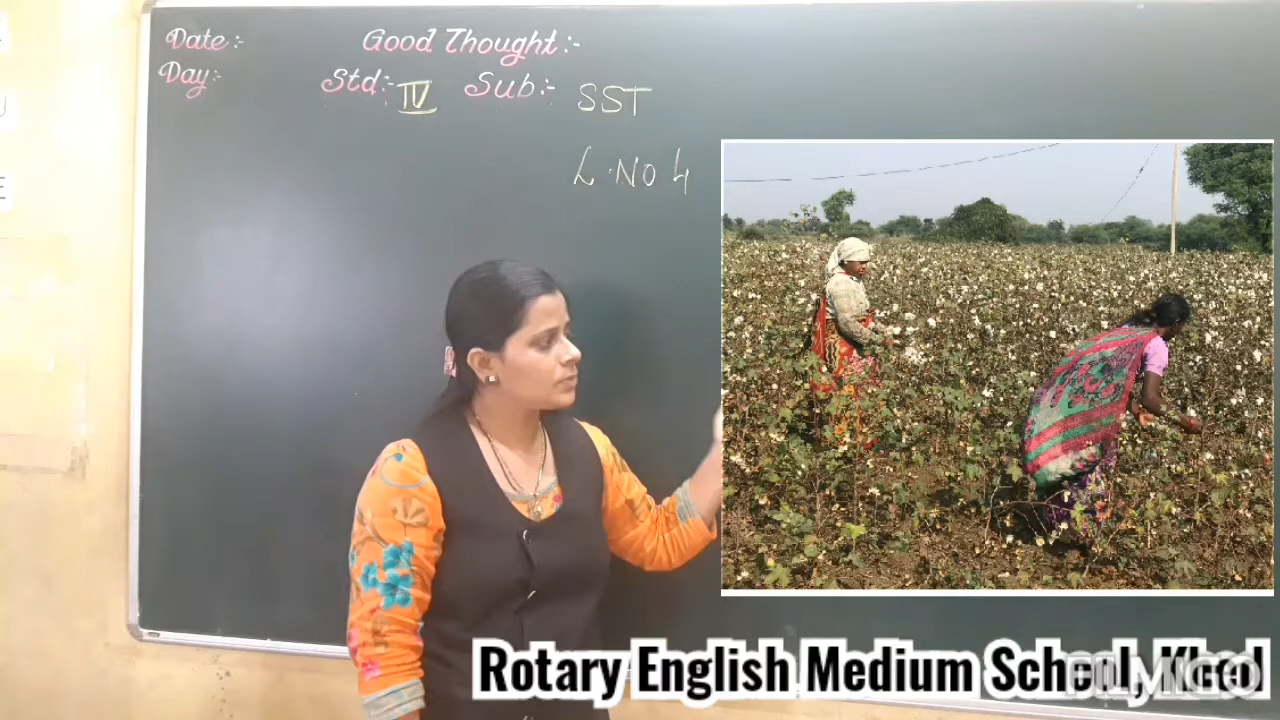 Date:-
Good Thought:-
Day:-
Std:- IV Sub:- SST
L.NO 4
Rotary English Medium School, Khed